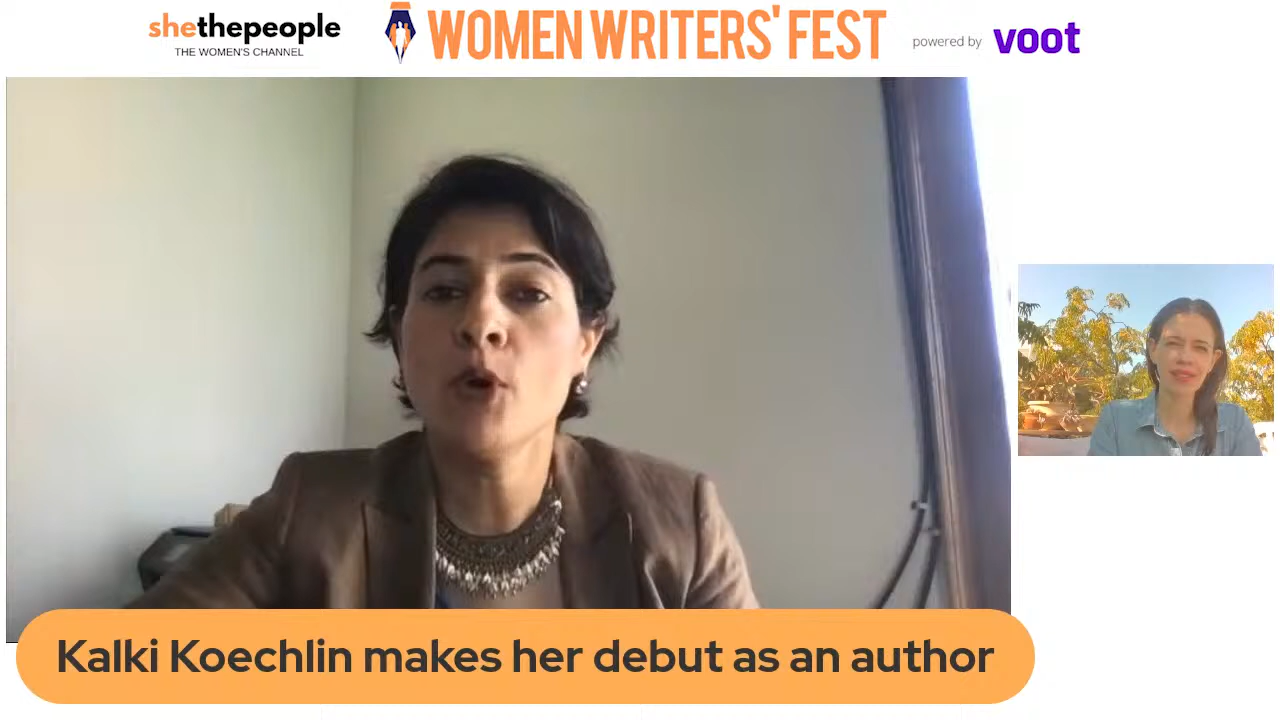 shethepeople
THE WOMEN'S CHANNEL
WOMEN WRITERS' FEST
powered by voot
Kalki Koechlin makes her debut as an author